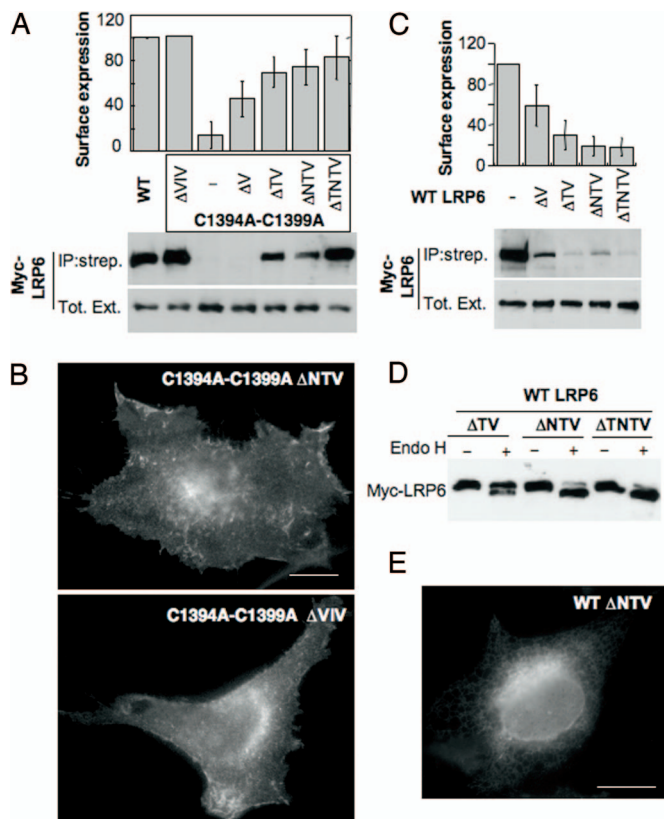 A
Surface expression
120
80
40
0
WT
ΔVIV
–
ΔV
ΔTV
ΔNTV
ΔTNTV
C1394A-C1399A
Myc-LRP6
IP:strep.
Tot. Ext.
B
C1394A-C1399A ΔNTV
C1394A-C1399A ΔVIV
C
Surface expression
120
80
40
0
WT LRP6
-
ΔV
ΔTV
ΔNTV
ΔTNTV
Myc-LRP6
IP:strep.
Tot. Ext.
D
WT LRP6
ΔTV ΔNTV ΔTNTV
Endo H – + – + – +
Myc-LRP6
E
WT ΔNTV